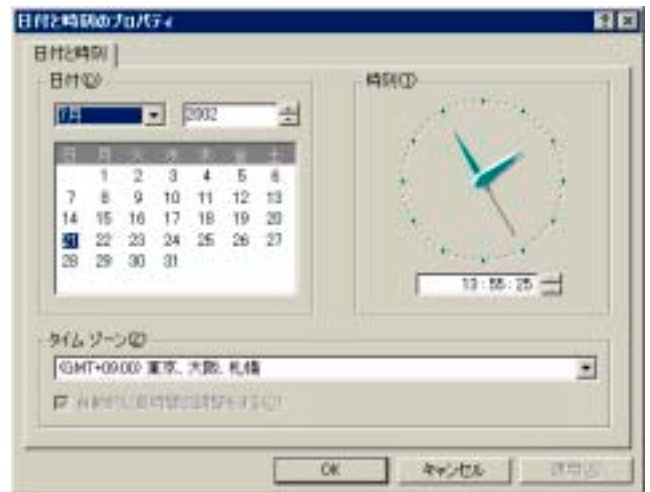 日付と時刻のプロパティ
日付と時刻
日付(D)
7月
2002
日 月 火 水 木 金 土
1 2 3 4 5 6
7 8 9 10 11 12 13
14 15 16 17 18 19 20
21 22 23 24 25 26 27
28 29 30 31
時刻(T)
13:55:25
タイム ゾーン(Z)
(GMT+09:00) 東京、大阪、札幌
OK
キャンセル
適用(A)